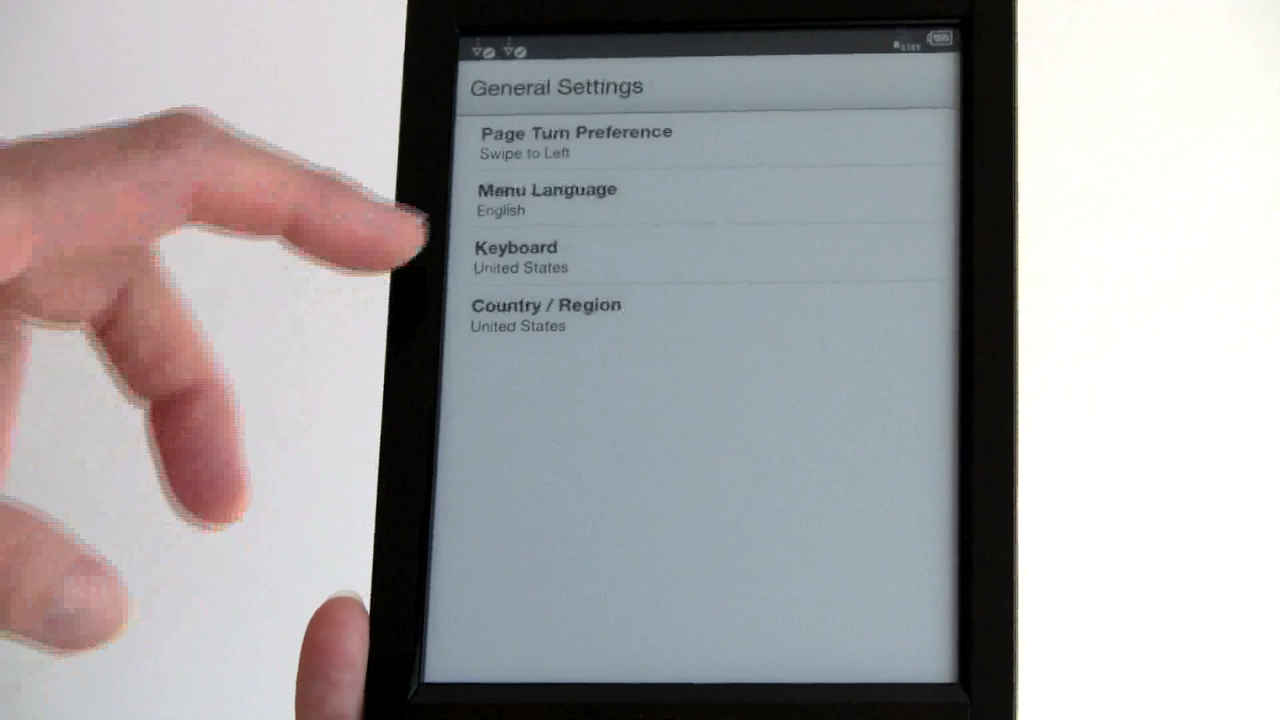 General Settings
Page Turn Preference
Swipe to Left
Menu Language
English
Keyboard
United States
Country / Region
United States